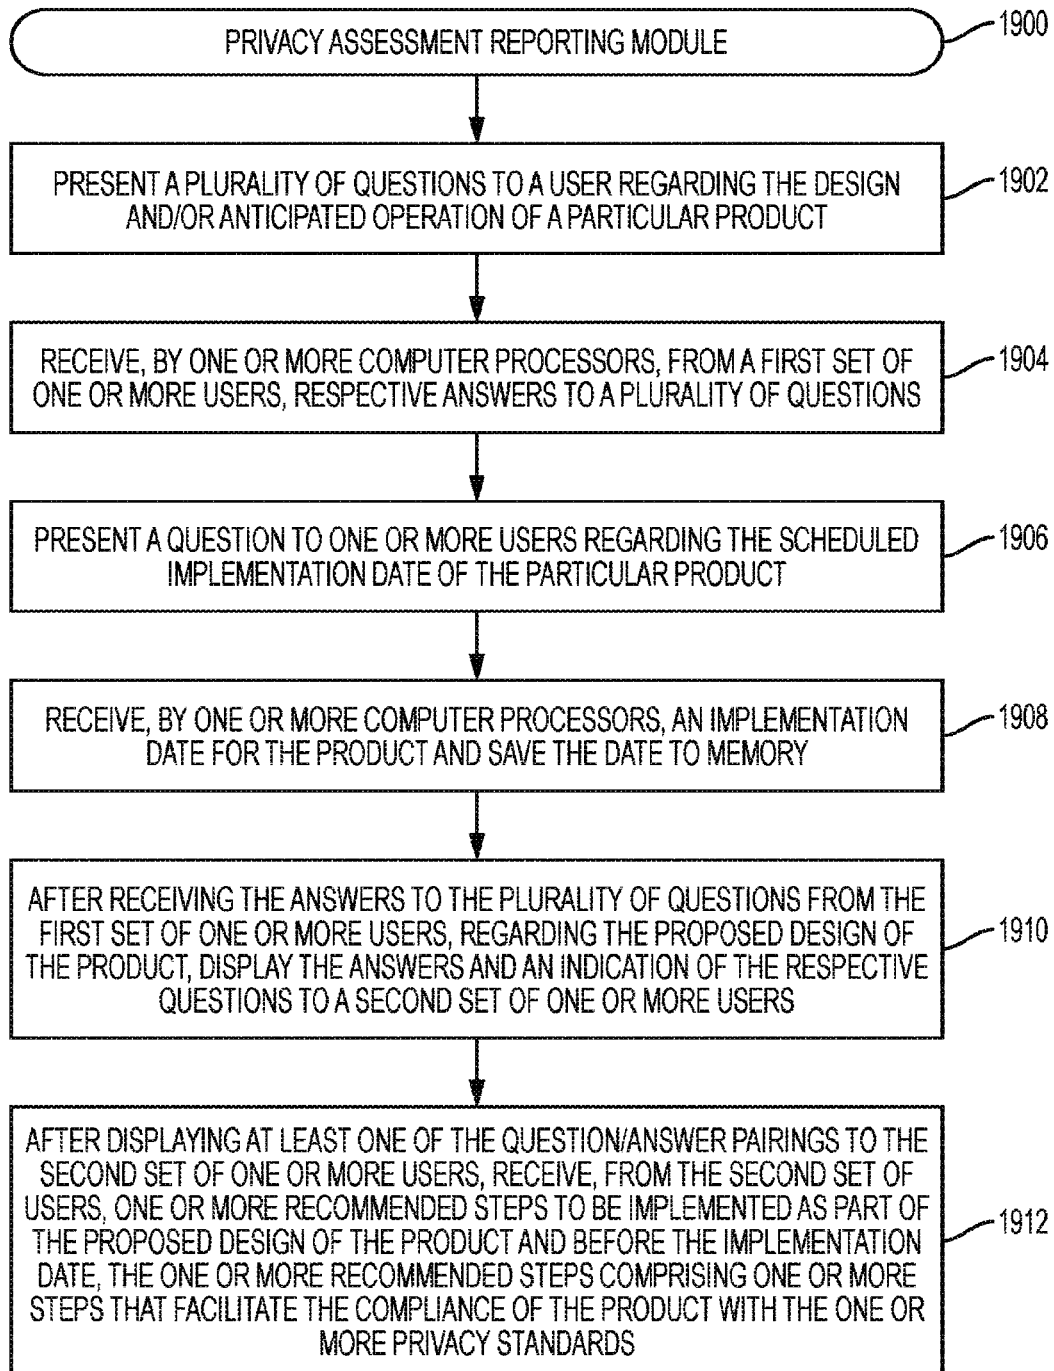 PRIVACY ASSESSMENT REPORTING MODULE
1900
PRESENT A PLURALITY OF QUESTIONS TO A USER REGARDING THE DESIGN
AND/OR ANTICIPATED OPERATION OF A PARTICULAR PRODUCT
1902
RECEIVE, BY ONE OR MORE COMPUTER PROCESSORS, FROM A FIRST SET OF
ONE OR MORE USERS, RESPECTIVE ANSWERS TO A PLURALITY OF QUESTIONS
1904
PRESENT A QUESTION TO ONE OR MORE USERS REGARDING THE SCHEDULED
IMPLEMENTATION DATE OF THE PARTICULAR PRODUCT
1906
RECEIVE, BY ONE OR MORE COMPUTER PROCESSORS, AN IMPLEMENTATION
DATE FOR THE PRODUCT AND SAVE THE DATE TO MEMORY
1908
AFTER RECEIVING THE ANSWERS TO THE PLURALITY OF QUESTIONS FROM THE
FIRST SET OF ONE OR MORE USERS, REGARDING THE PROPOSED DESIGN OF
THE PRODUCT, DISPLAY THE ANSWERS AND AN INDICATION OF THE RESPECTIVE
QUESTIONS TO A SECOND SET OF ONE OR MORE USERS
1910
AFTER DISPLAYING AT LEAST ONE OF THE QUESTION/ANSWER PAIRINGS TO THE
SECOND SET OF ONE OR MORE USERS, RECEIVE, FROM THE SECOND SET OF
USERS, ONE OR MORE RECOMMENDED STEPS TO BE IMPLEMENTED AS PART OF
THE PROPOSED DESIGN OF THE PRODUCT AND BEFORE THE IMPLEMENTATION
DATE, THE ONE OR MORE RECOMMENDED STEPS COMPRISING ONE OR MORE
STEPS THAT FACILITATE THE COMPLIANCE OF THE PRODUCT WITH THE ONE OR
MORE PRIVACY STANDARDS
1912